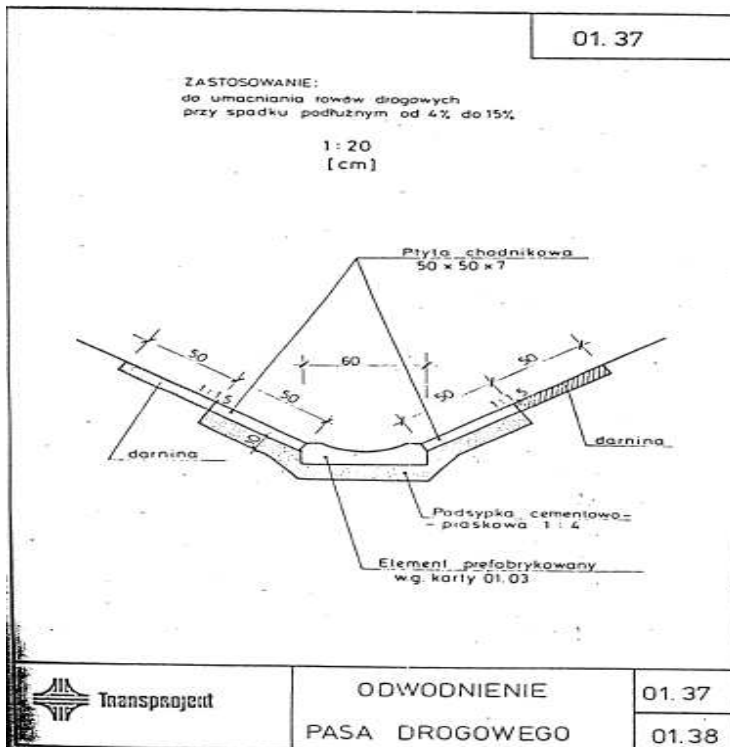 01.37
ZASTOSOWANIE:
do umacniania rowów drogowych
przy spadku podłużnym od 4% do 15%
1:20
[cm]
Płyta chodnikowa
50 x 50 x 7
50
60
50
50
50
1:1.5
1:1.5
10
darnina
darnina
Podsypka cementowo-
- piaskowa 1:4
Element prefabrykowany
w.g. karty 01.03
Transprojekt
ODWODNIENIE
PASA DROGOWEGO
01.37
01.38